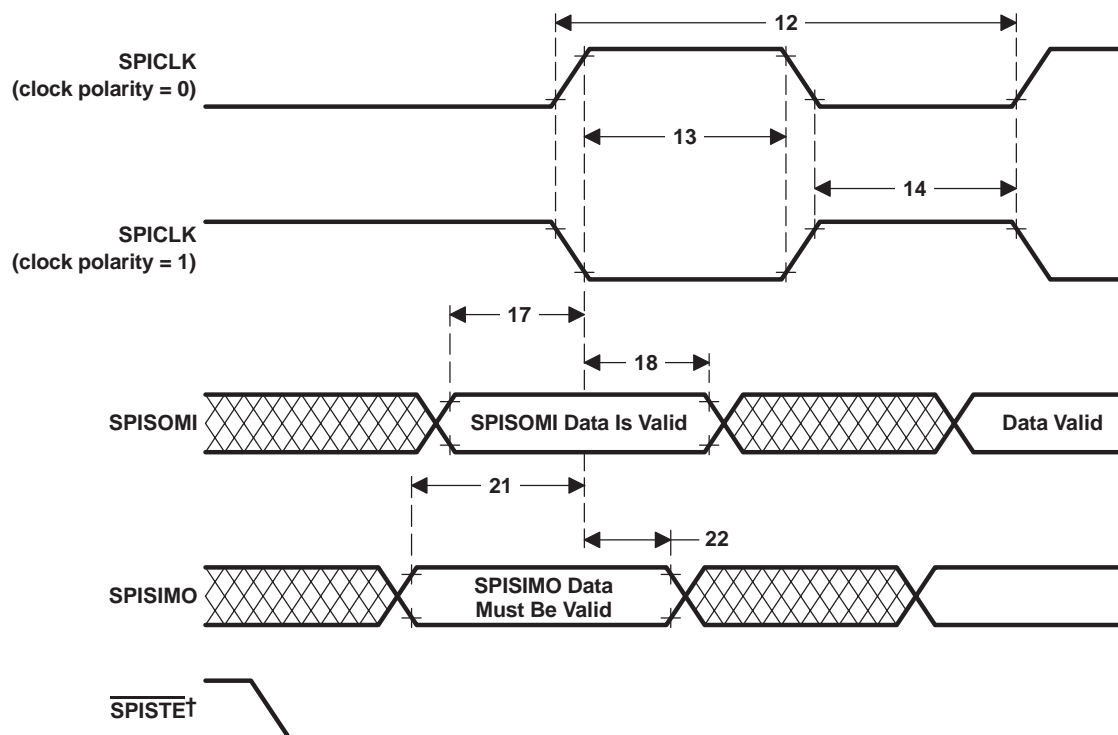 12
SPICLK
(clock polarity = 0)
13
14
SPICLK
(clock polarity = 1)
17
18
SPISOMI
SPISOMI Data Is Valid
Data Valid
21
22
SPISIMO
SPISIMO Data
Must Be Valid
SPISTE†